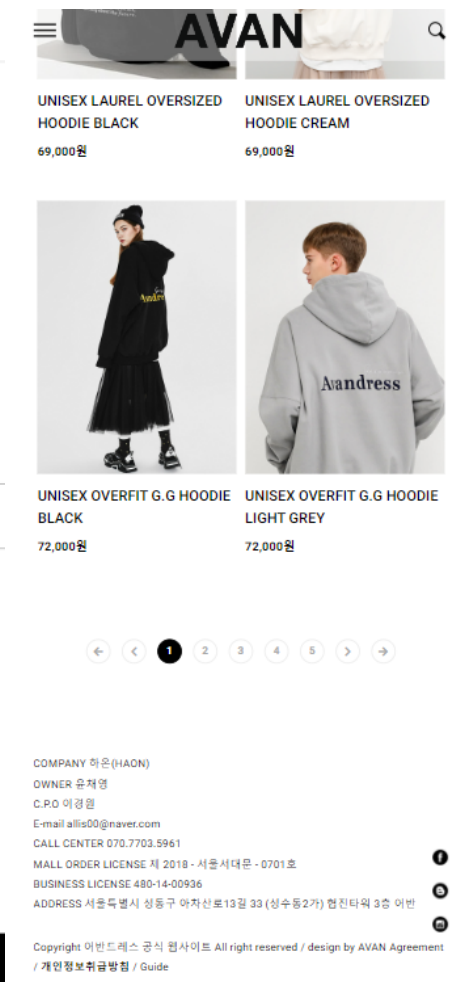 AVAN
UNISEX LAUREL OVERSIZED
HOODIE BLACK
69,000원
UNISEX LAUREL OVERSIZED
HOODIE CREAM
69,000원
Avandress
UNISEX OVERFIT G.G HOODIE
BLACK
72,000원
UNISEX OVERFIT G.G HOODIE
LIGHT GREY
72,000원
1 2 3 4 5
COMPANY 하온(HAON)
OWNER 윤채영
C.P.O 이경원
E-mail allis00@naver.com
CALL CENTER 070.7703.5961
MALL ORDER LICENSE 제 2018 - 서울서대문 - 0701호
BUSINESS LICENSE 480-14-00936
ADDRESS 서울특별시 성동구 아차산로13길 33 (성수동2가) 협진타워 3층 어반
Copyright 어반드레스 공식 웹사이트 All right reserved / design by AVAN Agreement
/ 개인정보취급방침 / Guide